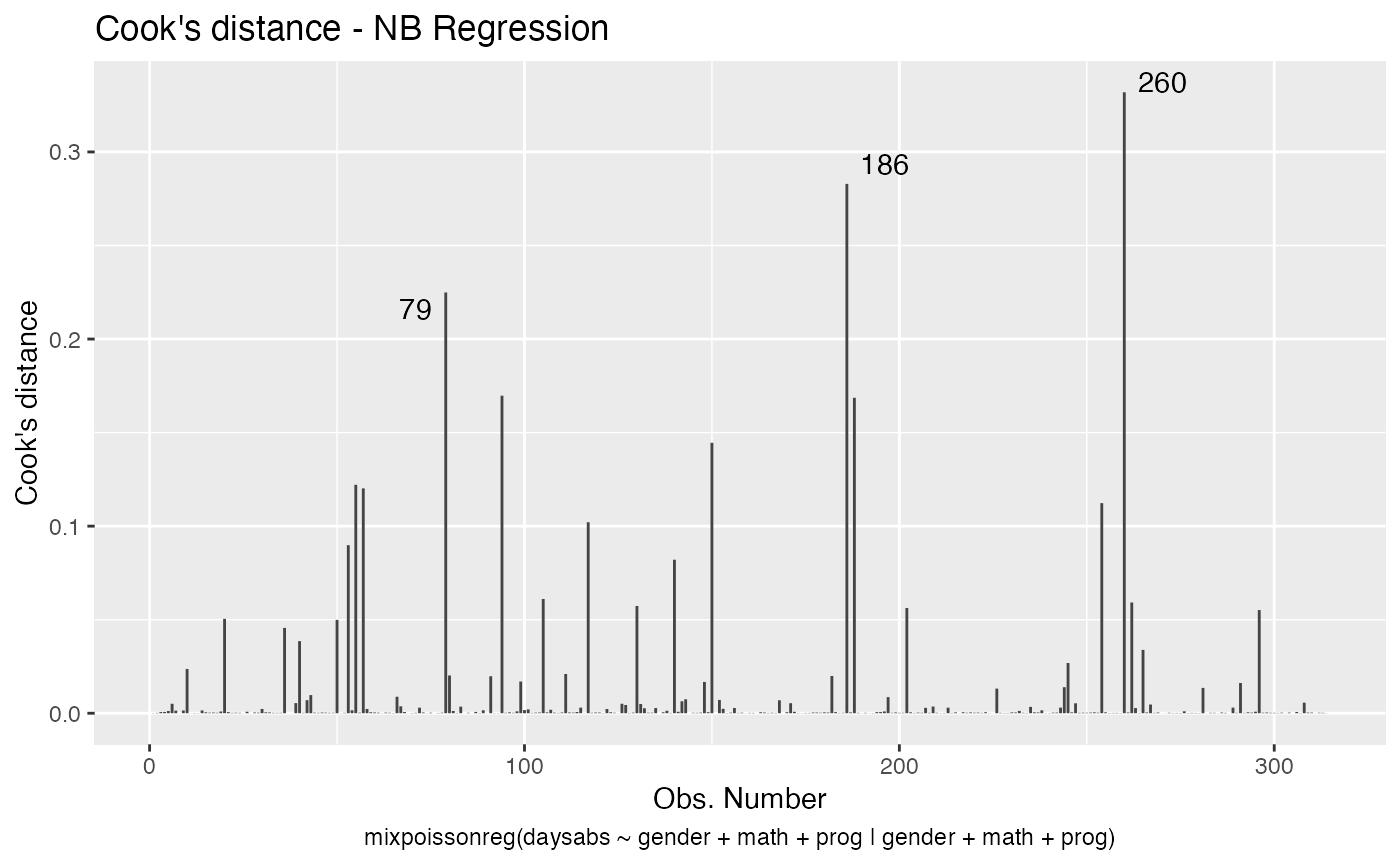 Cook's distance - NB Regression
260
0.3
186
79
0.2
Cook's distance
0.1
0.0
0 100 200 300
Obs. Number
mixpoissonreg(daysabs ~ gender + math + prog | gender + math + prog)